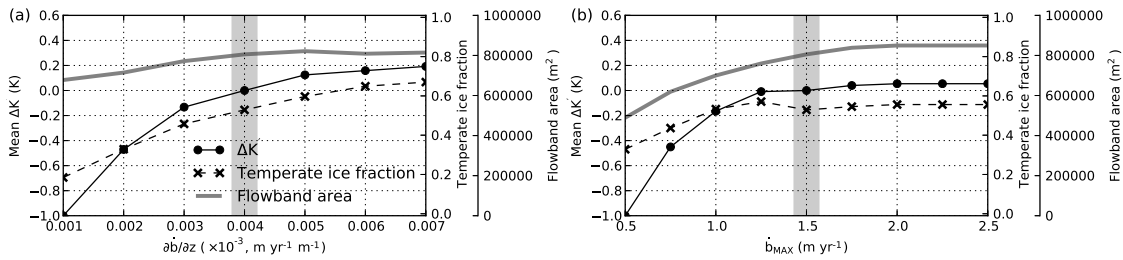 (a)
0.6
0.4
0.2
0.0
−0.2
−0.4
−0.6
−0.8
−1.0
Mean ΔK (K)
0.001 0.002 0.003 0.004 0.005 0.006 0.007
∂ḃ/∂z ( ×10⁻³, m yr⁻¹ m⁻¹)
ΔK
Temperate ice fraction
Flowband area
1.0
0.8
0.6
0.4
0.2
0.0
Temperate ice fraction
1000000
800000
600000
400000
200000
0
Flowband area (m²
(b)
0.6
0.4
0.2
0.0
−0.2
−0.4
−0.6
−0.8
−1.0
Mean ΔK (K)
0.5 1.0 1.5 2.0 2.5
ḃMAX (m yr⁻¹)
1.0
0.8
0.6
0.4
0.2
0.0
Temperate ice fraction
1000000
800000
600000
400000
200000
0
Flowband area (m²